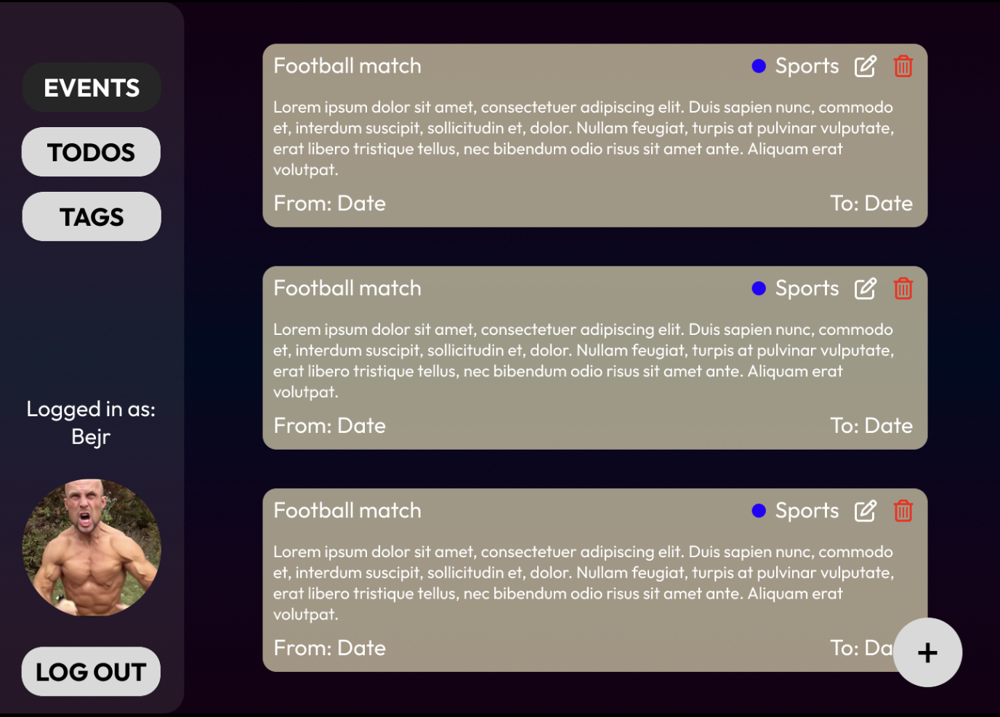 EVENTS
TODOS
TAGS
Logged in as:
Bejr
LOG OUT
Football match
Sports
Lorem ipsum dolor sit amet, consectetuer adipiscing elit. Duis sapien nunc, commodo
et, interdum suscipit, sollicitudin et, dolor. Nullam feugiat, turpis at pulvinar vulputate,
erat libero tristique tellus, nec bibendum odio risus sit amet ante. Aliquam erat
volutpat.
From: Date
To: Date
Football match
Sports
Lorem ipsum dolor sit amet, consectetuer adipiscing elit. Duis sapien nunc, commodo
et, interdum suscipit, sollicitudin et, dolor. Nullam feugiat, turpis at pulvinar vulputate,
erat libero tristique tellus, nec bibendum odio risus sit amet ante. Aliquam erat
volutpat.
From: Date
To: Date
Football match
Sports
Lorem ipsum dolor sit amet, consectetuer adipiscing elit. Duis sapien nunc, commodo
et, interdum suscipit, sollicitudin et, dolor. Nullam feugiat, turpis at pulvinar vulputate,
erat libero tristique tellus, nec bibendum odio risus sit amet ante. Aliquam erat
volutpat.
From: Date
To: Da
+